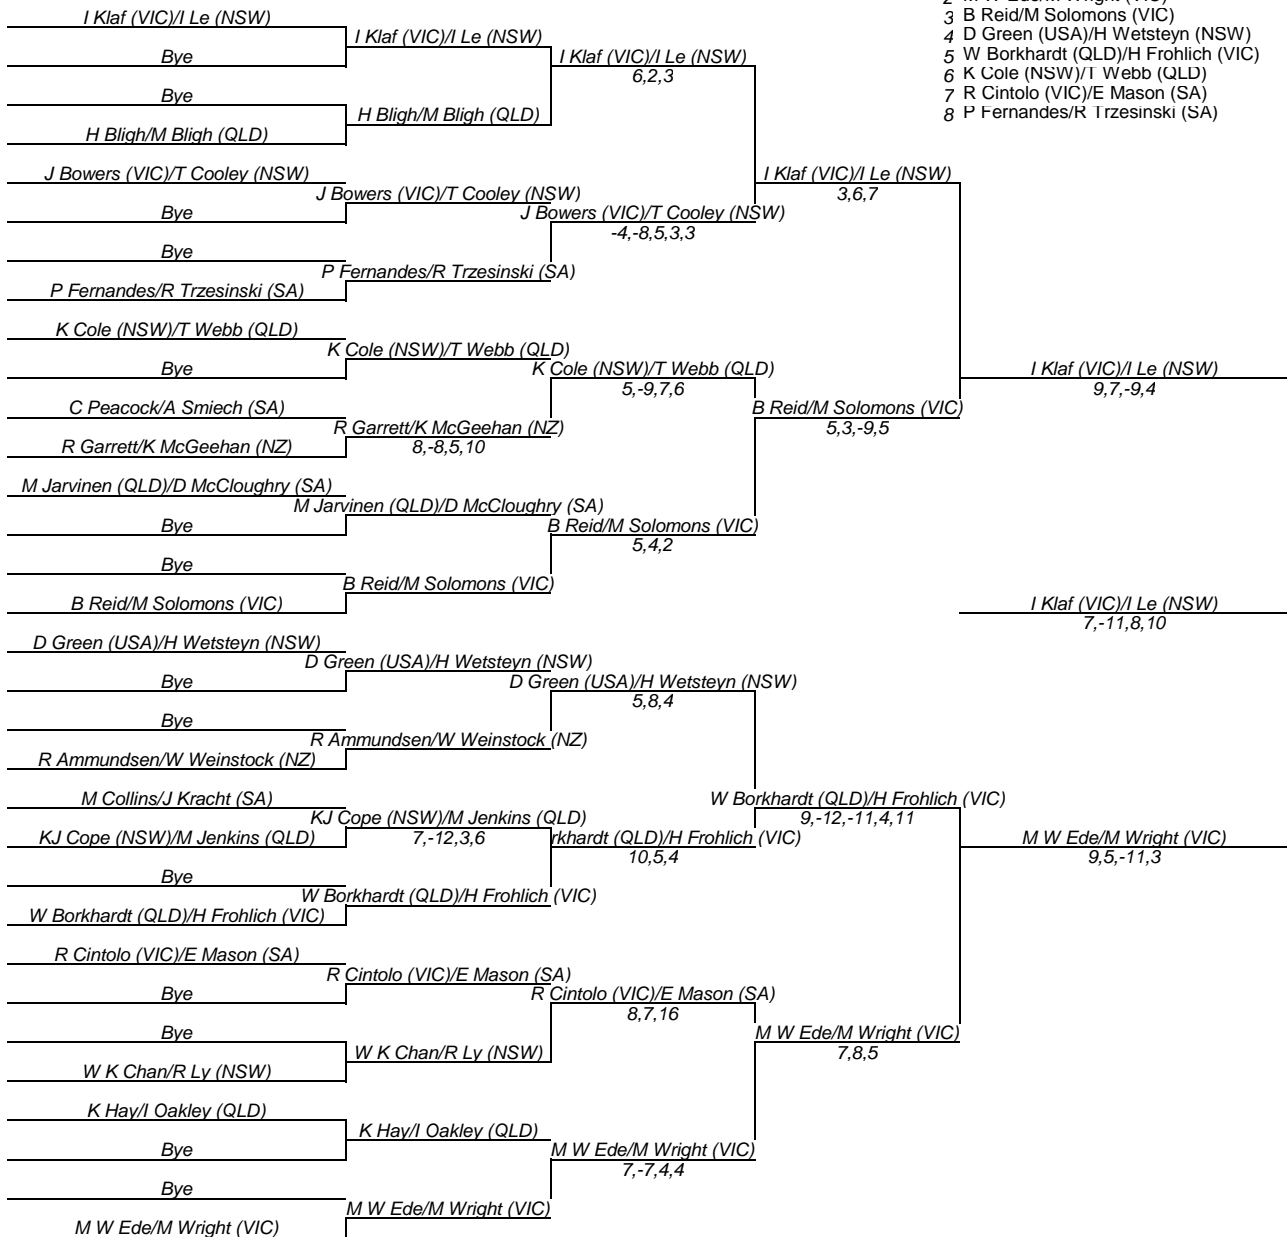 2 M W Ede/M Wright (VIC)
3 B Reid/M Solomons (VIC)
4 D Green (USA)/H Wetsteyn (NSW)
5 W Borkhardt (QLD)/H Frohlich (VIC)
6 K Cole (NSW)/T Webb (QLD)
7 R Cintolo (VIC)/E Mason (SA)
8 P Fernandes/R Trzesinski (SA)
I Klaf (VIC)/I Le (NSW)
Bye
Bye
H Bligh/M Bligh (QLD)
J Bowers (VIC)/T Cooley (NSW)
Bye
Bye
P Fernandes/R Trzesinski (SA)
K Cole (NSW)/T Webb (QLD)
Bye
C Peacock/A Smiech (SA)
R Garrett/K McGeehan (NZ)
M Jarvinen (QLD)/D McCloughry (SA)
Bye
Bye
B Reid/M Solomons (VIC)
D Green (USA)/H Wetsteyn (NSW)
Bye
Bye
R Ammundsen/W Weinstock (NZ)
M Collins/J Kracht (SA)
KJ Cope (NSW)/M Jenkins (QLD)
Bye
W Borkhardt (QLD)/H Frohlich (VIC)
R Cintolo (VIC)/E Mason (SA)
Bye
Bye
W K Chan/R Ly (NSW)
K Hay/I Oakley (QLD)
Bye
Bye
M W Ede/M Wright (VIC)
I Klaf (VIC)/I Le (NSW)
H Bligh/M Bligh (QLD)
J Bowers (VIC)/T Cooley (NSW)
P Fernandes/R Trzesinski (SA)
K Cole (NSW)/T Webb (QLD)
R Garrett/K McGeehan (NZ)
8,-8,5,10
M Jarvinen (QLD)/D McCloughry (SA)
B Reid/M Solomons (VIC)
D Green (USA)/H Wetsteyn (NSW)
R Ammundsen/W Weinstock (NZ)
KJ Cope (NSW)/M Jenkins (QLD)
7,-12,3,6
W Borkhardt (QLD)/H Frohlich (VIC)
R Cintolo (VIC)/E Mason (SA)
W K Chan/R Ly (NSW)
K Hay/I Oakley (QLD)
M W Ede/M Wright (VIC)
I Klaf (VIC)/I Le (NSW)
6,2,3
J Bowers (VIC)/T Cooley (NSW)
-4,-8,5,3,3
K Cole (NSW)/T Webb (QLD)
5,-9,7,6
B Reid/M Solomons (VIC)
5,4,2
D Green (USA)/H Wetsteyn (NSW)
5,8,4
rkhardt (QLD)/H Frohlich (VIC)
10,5,4
R Cintolo (VIC)/E Mason (SA)
8,7,16
M W Ede/M Wright (VIC)
7,-7,4,4
I Klaf (VIC)/I Le (NSW)
3,6,7
B Reid/M Solomons (VIC)
5,3,-9,5
W Borkhardt (QLD)/H Frohlich (VIC)
9,-12,-11,4,11
M W Ede/M Wright (VIC)
7,8,5
I Klaf (VIC)/I Le (NSW)
9,7,-9,4
M W Ede/M Wright (VIC)
9,5,-11,3
I Klaf (VIC)/I Le (NSW)
7,-11,8,10